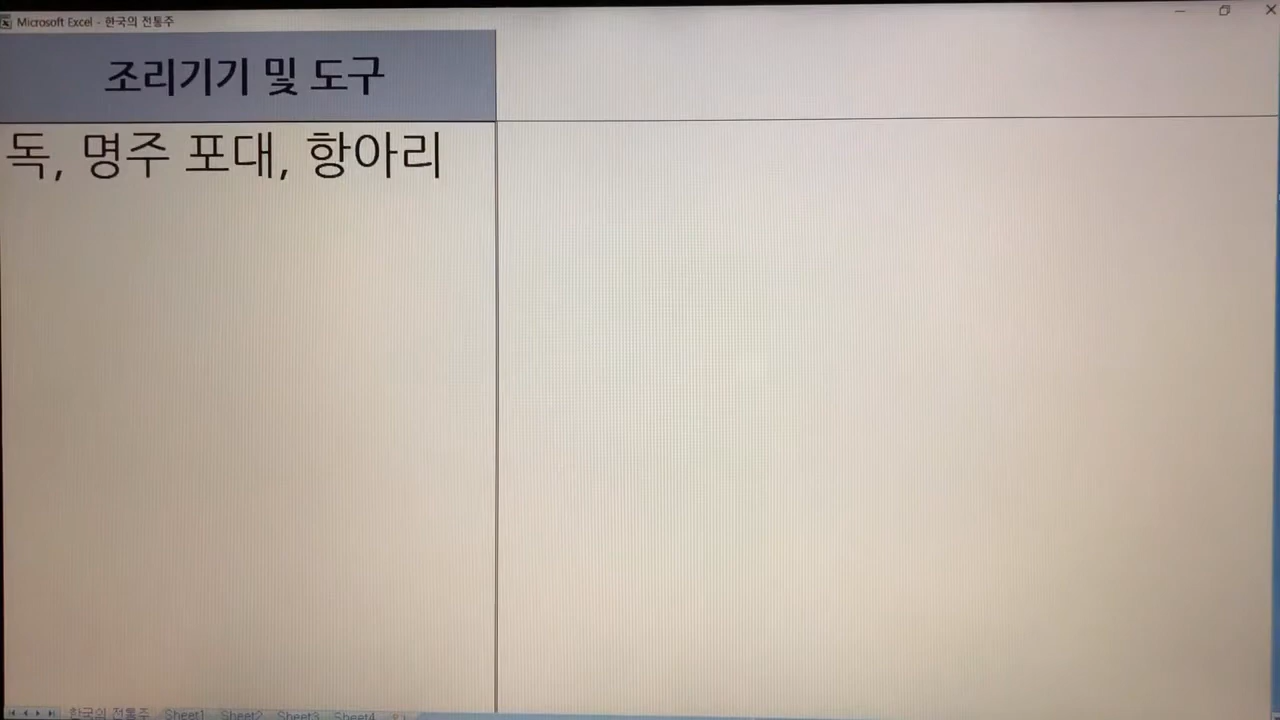 Microsoft Excel - 한국의 전통주
조리기기 및 도구
독, 명주 포대, 항아리
한국의 전통주 Sheet1 Sheet2 Sheet3 Sheet4